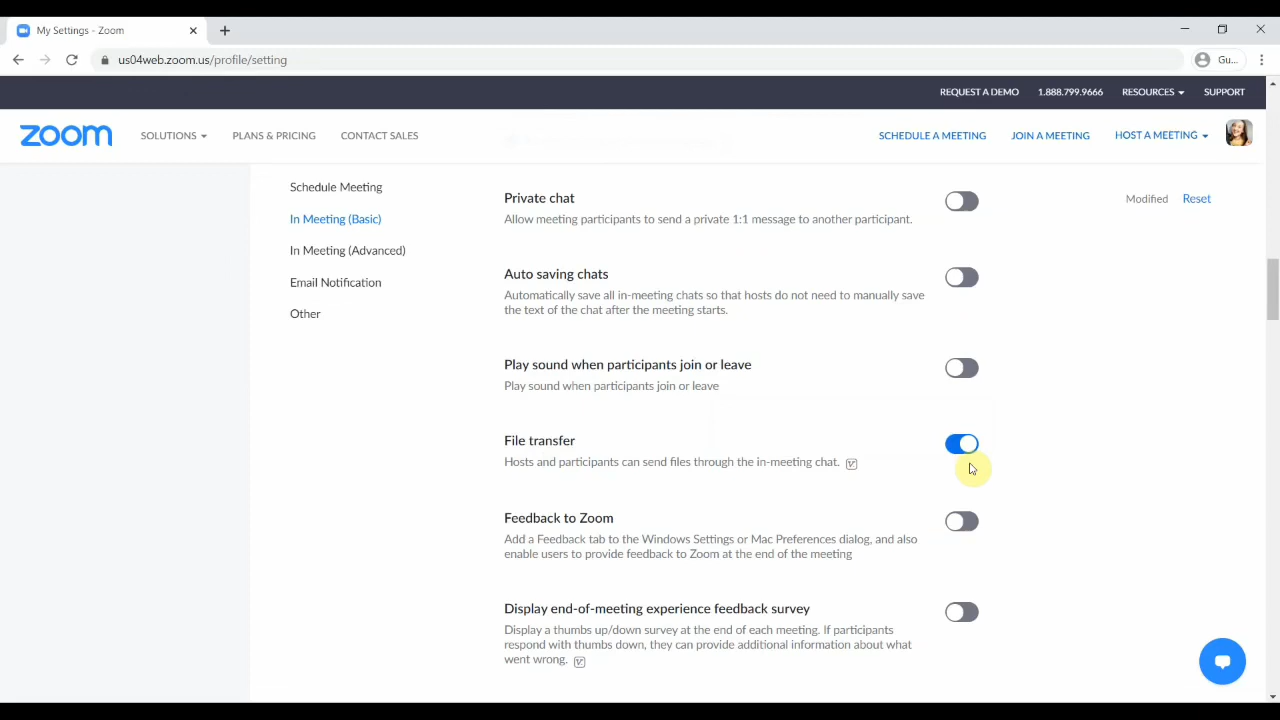 My Settings - Zoom
us04web.zoom.us/profile/setting
Gu...
REQUEST A DEMO 1.888.799.9666 RESOURCES SUPPORT
zoom SOLUTIONS PLANS & PRICING CONTACT SALES SCHEDULE A MEETING JOIN A MEETING HOST A MEETING
Schedule Meeting
In Meeting (Basic)
In Meeting (Advanced)
Email Notification
Other
Private chat
Modified Reset
Allow meeting participants to send a private 1:1 message to another participant.
Auto saving chats
Automatically save all in-meeting chats so that hosts do not need to manually save
the text of the chat after the meeting starts.
Play sound when participants join or leave
Play sound when participants join or leave
File transfer
Hosts and participants can send files through the in-meeting chat.
Feedback to Zoom
Add a Feedback tab to the Windows Settings or Mac Preferences dialog, and also
enable users to provide feedback to Zoom at the end of the meeting
Display end-of-meeting experience feedback survey
Display a thumbs up/down survey at the end of each meeting. If participants
respond with thumbs down, they can provide additional information about what
went wrong.